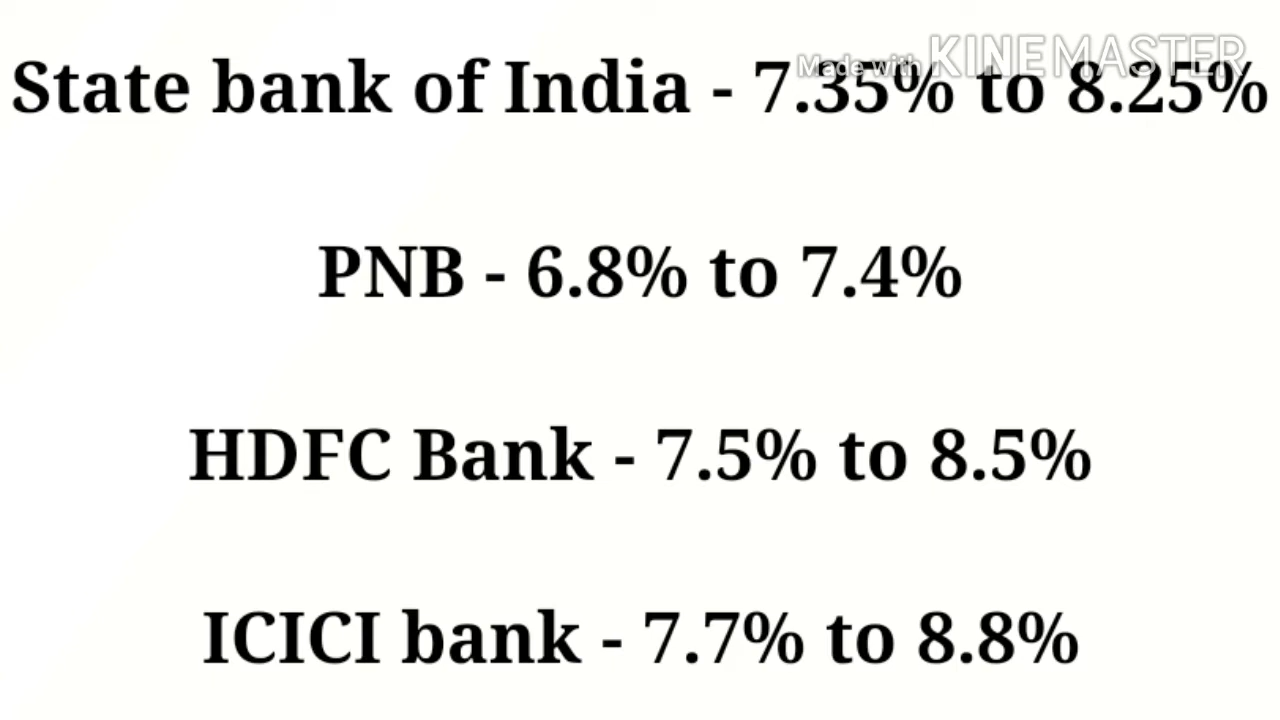 Made with KINEMASTER
State bank of India - 7.35% to 8.25%
PNB - 6.8% to 7.4%
HDFC Bank - 7.5% to 8.5%
ICICI bank - 7.7% to 8.8%